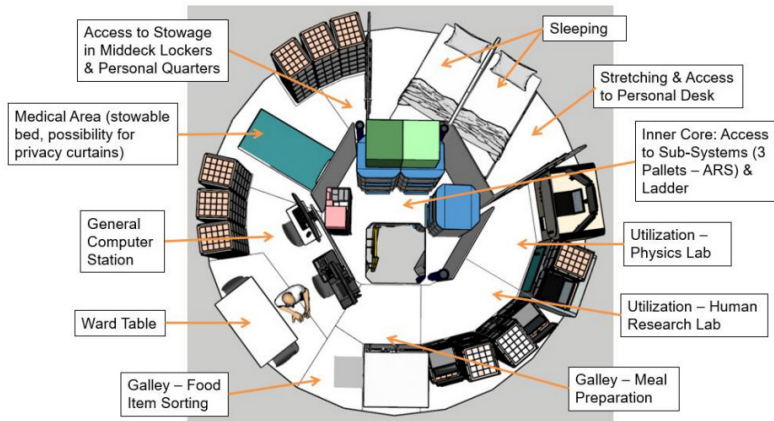 Access to Stowage
in Middeck Lockers
& Personal Quarters
Sleeping
Stretching & Access
to Personal Desk
Medical Area (stowable
bed, possibility for
privacy curtains)
Inner Core: Access
to Sub-Systems (3
Pallets – ARS) &
Ladder
General
Computer
Station
Utilization –
Physics Lab
Ward Table
Utilization – Human
Research Lab
Galley – Food
Item Sorting
Galley – Meal
Preparation